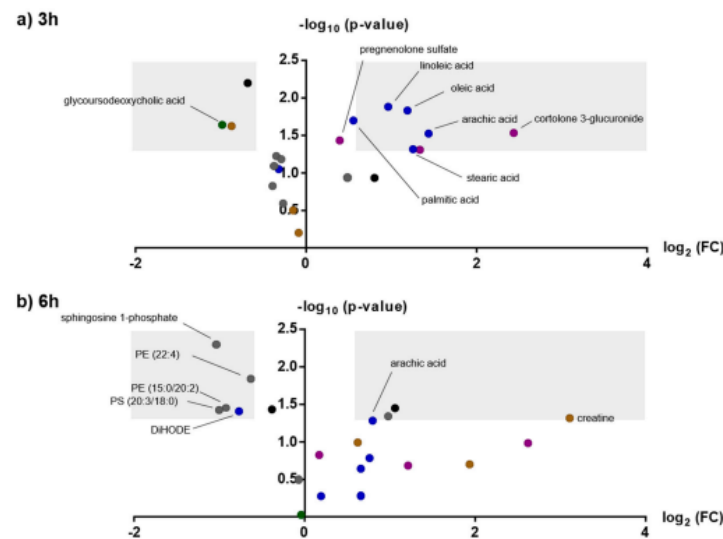 a) 3h
-log10 (p-value)
pregnenolone sulfate
linoleic acid
oleic acid
glycoursodeoxycholic acid
arachic acid
cortolone 3-glucuronide
stearic acid
palmitic acid
2.5
2.0
1.5
1.0
0.5
-2
0
2
4
log2 (FC)
b) 6h
-log10 (p-value)
sphingosine 1-phosphate
PE (22:4)
arachic acid
PE (15:0/20:2)
PS (20:3/18:0)
DiHODE
creatine
2.5
2.0
1.5
1.0
0.5
-2
0
2
4
log2 (FC)